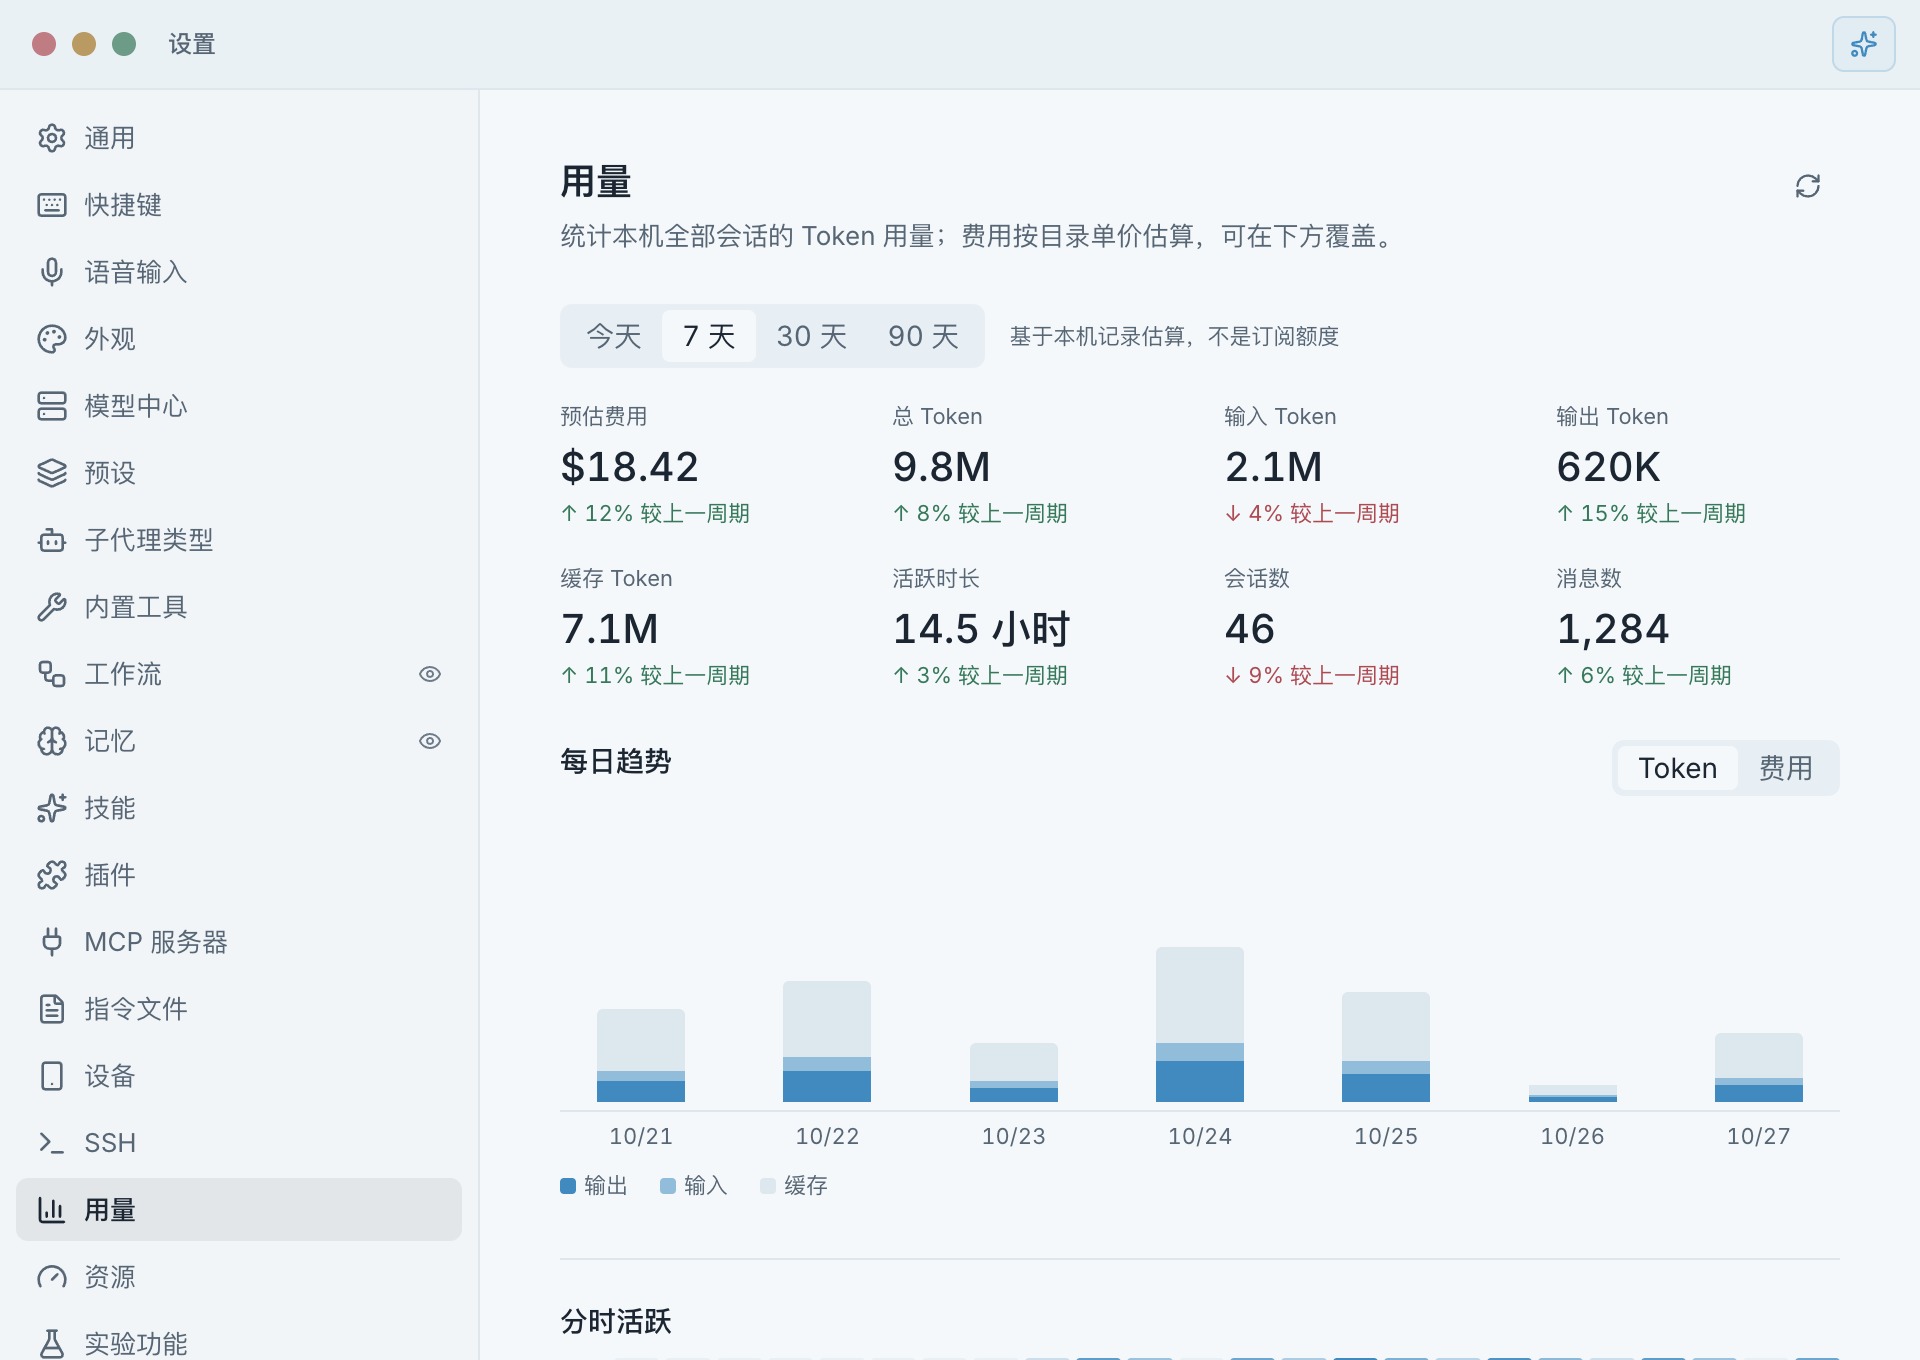 设置
通用
快捷键
语音输入
外观
模型中心
预设
子代理类型
内置工具
工作流
记忆
技能
插件
MCP 服务器
指令文件
设备
SSH
用量
资源
实验功能
用量
统计本机全部会话的 Token 用量；费用按目录单价估算，可在下方覆盖。
今天 7 天 30 天 90 天 基于本机记录估算，不是订阅额度
预估费用 总 Token 输入 Token 输出 Token
$18.42 9.8M 2.1M 620K
↑ 12% 较上一周期 ↑ 8% 较上一周期 ↓ 4% 较上一周期 ↑ 15% 较上一周期
缓存 Token 活跃时长 会话数 消息数
7.1M 14.5 小时 46 1,284
↑ 11% 较上一周期 ↑ 3% 较上一周期 ↓ 9% 较上一周期 ↑ 6% 较上一周期
每日趋势 Token 费用
10/21 10/22 10/23 10/24 10/25 10/26 10/27
输出 输入 缓存
分时活跃